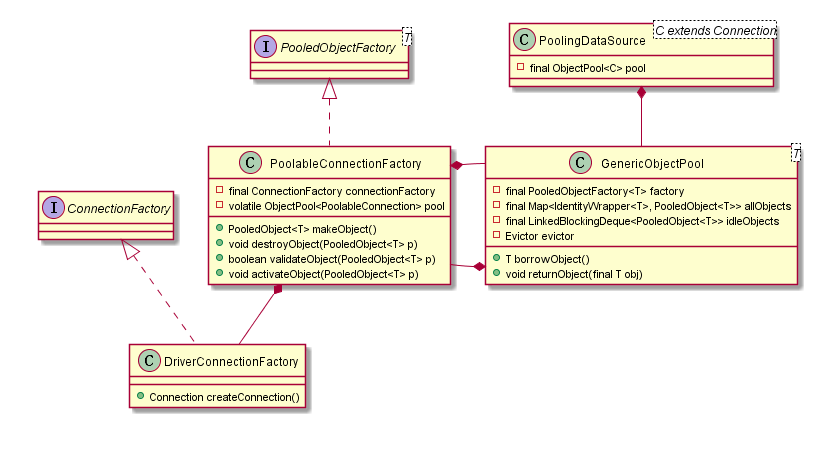 I PooledObjectFactory T
C PoolingDataSource C extends Connection
final ObjectPool<C> pool
C PoolableConnectionFactory
final ConnectionFactory connectionFactory
volatile ObjectPool<PoolableConnection> pool
PooledObject<T> makeObject()
void destroyObject(PooledObject<T> p)
boolean validateObject(PooledObject<T> p)
void activateObject(PooledObject<T> p)
C GenericObjectPool T
final PooledObjectFactory<T> factory
final Map<IdentityWrapper<T>, PooledObject<T>> allObjects
final LinkedBlockingDeque<PooledObject<T>> idleObjects
Evictor evictor
T borrowObject()
void returnObject(final T obj)
I ConnectionFactory
C DriverConnectionFactory
Connection createConnection()